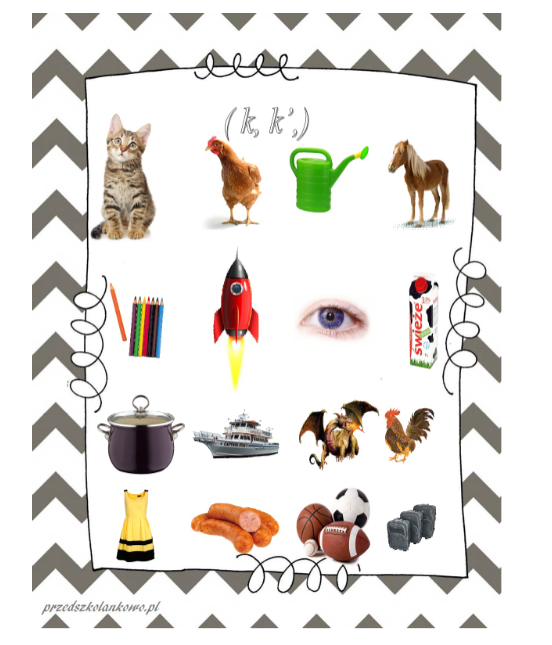 ( k, k',)
świeże
przedszkolankowo.pl